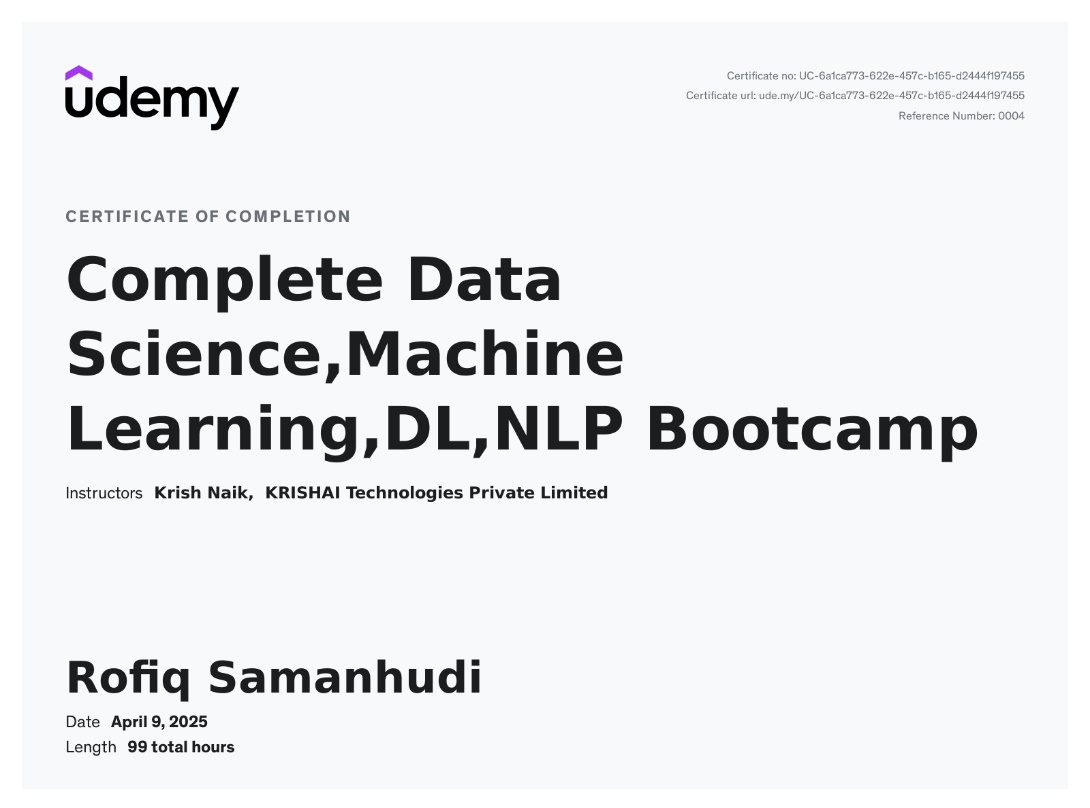 udemy
Certificate no: UC-6a1ca773-622e-457c-b165-d2444f197455
Certificate url: ude.my/UC-6a1ca773-622e-457c-b165-d2444f197455
Reference Number: 0004
CERTIFICATE OF COMPLETION
Complete Data
Science,Machine
Learning,DL,NLP Bootcamp
Instructors Krish Naik, KRISHAI Technologies Private Limited
Rofiq Samanhudi
Date April 9, 2025
Length 99 total hours